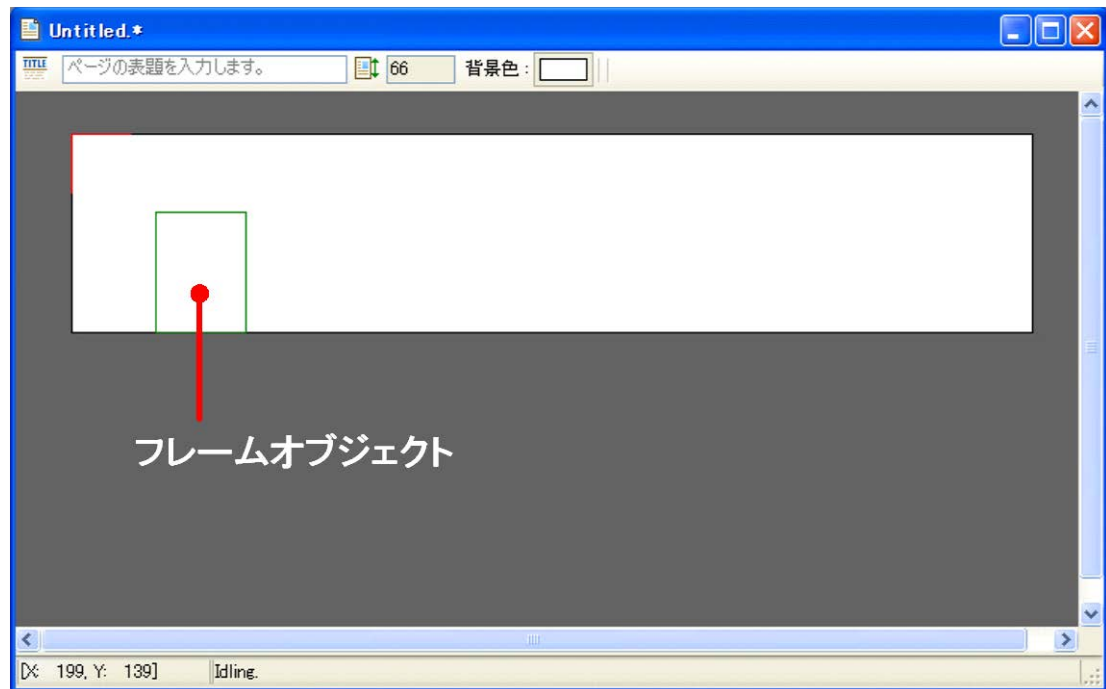 Untitled.*
TITLE ページの表題を入力します。 66 背景色:
フレームオブジェクト
[X: 199, Y: 139] Idling.